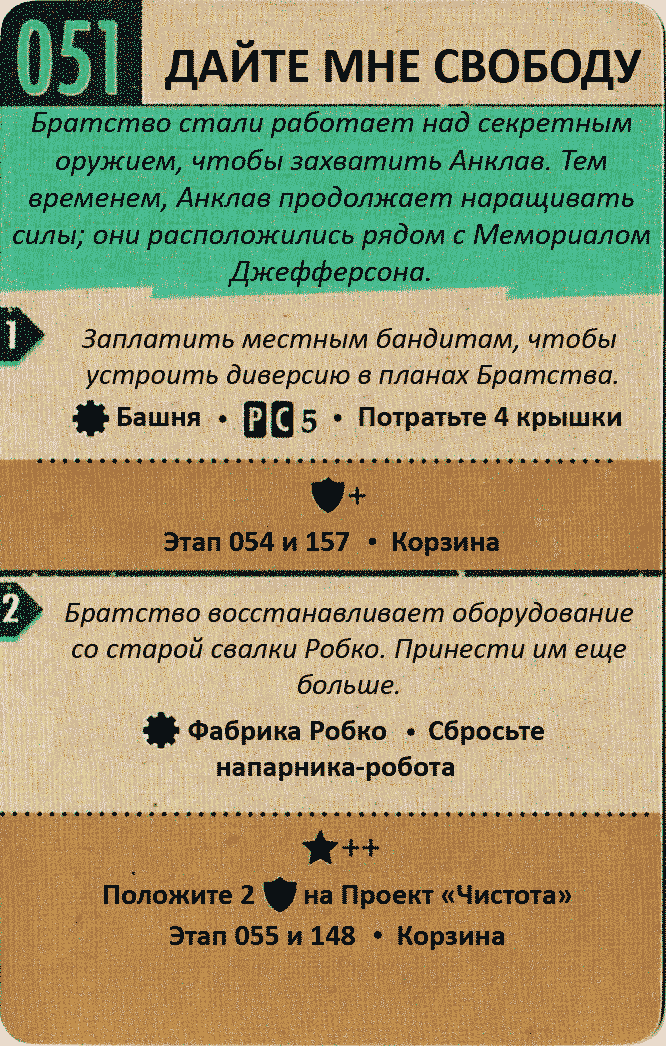 051
ДАЙТЕ МНЕ СВОБОДУ
Братство стали работает над секретным
оружием, чтобы захватить Анклав. Тем
временем, Анклав продолжает наращивать
силы; они расположились рядом с Мемориалом
Джефферсона.
1
Заплатить местным бандитам, чтобы
устроить диверсию в планах Братства.
Башня • P C 5 • Потратьте 4 крышки
+
Этап 054 и 157 • Корзина
2
Братство восстанавливает оборудование
со старой свалки Робко. Принести им еще
больше.
Фабрика Робко • Сбросьте
напарника-робота
++
Положите 2 на Проект «Чистота»
Этап 055 и 148 • Корзина